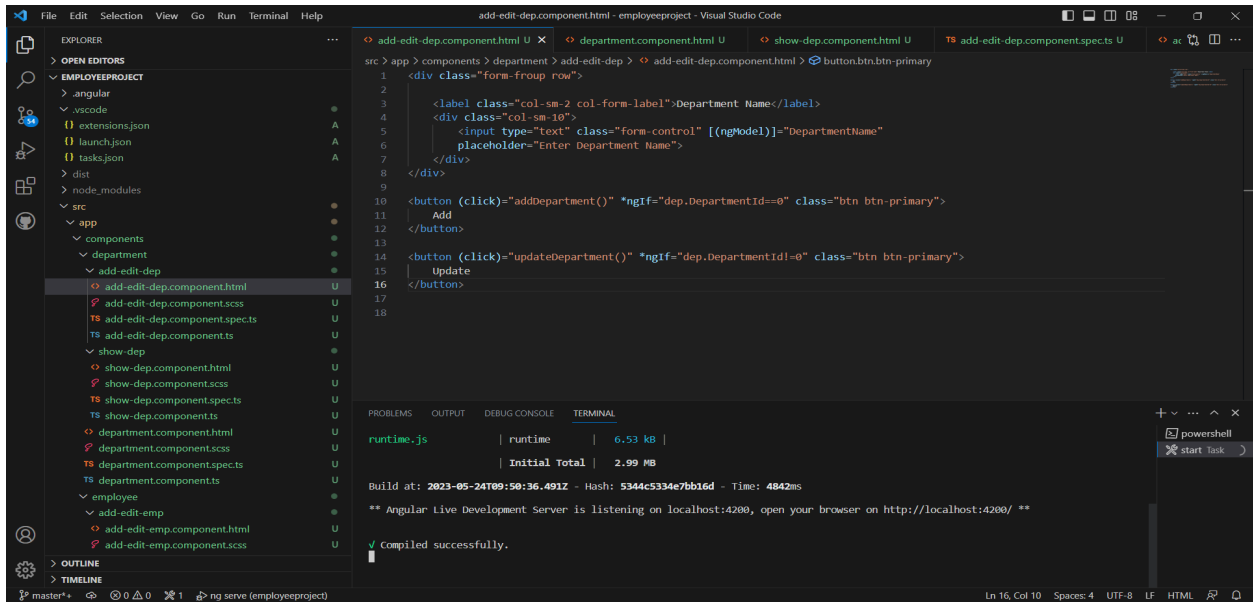 File Edit Selection View Go Run Terminal Help
add-edit-dep.component.html - employeeproject - Visual Studio Code
EXPLORER
OPEN EDITORS
EMPLOYEEPROJECT
.angular
.vscode
{} extensions.json A
{} launch.json A
{} tasks.json A
dist
node_modules
src
app
components
department
add-edit-dep
add-edit-dep.component.html U
add-edit-dep.component.scss U
TS add-edit-dep.component.spec.ts U
TS add-edit-dep.component.ts U
show-dep
show-dep.component.html U
show-dep.component.scss U
TS show-dep.component.spec.ts U
TS show-dep.component.ts U
department.component.html U
department.component.scss U
TS department.component.spec.ts U
TS department.component.ts U
employee
add-edit-emp
add-edit-emp.component.html U
add-edit-emp.component.scss U
OUTLINE
TIMELINE
54
add-edit-dep.component.html U department.component.html U show-dep.component.html U TS add-edit-dep.component.spec.ts U
src > app > components > department > add-edit-dep > add-edit-dep.component.html > button.btn.btn-primary
1 <div class="form-froup row">
2
3 <label class="col-sm-2 col-form-label">Department Name</label>
4 <div class="col-sm-10">
5 <input type="text" class="form-control" [(ngModel)]="DepartmentName"
6 placeholder="Enter Department Name">
7 </div>
8 </div>
9
10 <button (click)="addDepartment()" *ngIf="dep.DepartmentId==0" class="btn btn-primary">
11 Add
12 </button>
13
14 <button (click)="updateDepartment()" *ngIf="dep.DepartmentId!=0" class="btn btn-primary">
15 Update
16 </button>
17
18
PROBLEMS OUTPUT DEBUG CONSOLE TERMINAL
runtime.js | runtime | 6.53 kB |
| Initial Total | 2.99 MB
Build at: 2023-05-24T09:50:36.491Z - Hash: 5344c5334e7bb16d - Time: 4842ms
** Angular Live Development Server is listening on localhost:4200, open your browser on http://localhost:4200/ **
√ Compiled successfully.
powershell
start Task
master*+ 0 0 1 ng serve (employeeproject)
Ln 16, Col 10 Spaces: 4 UTF-8 LF HTML